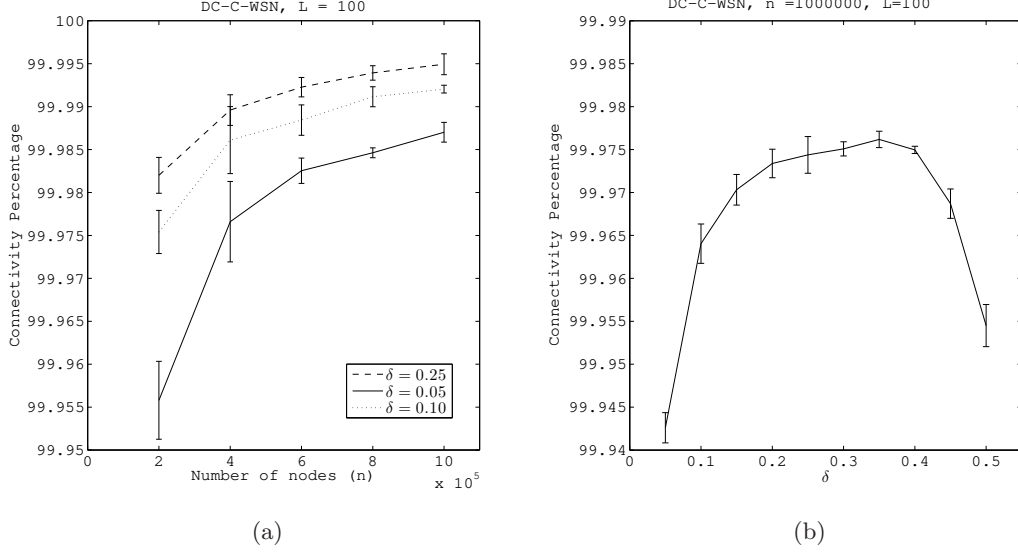 DC-C-WSN, L = 100
100
99.995
99.99
99.985
99.98
99.975
99.97
99.965
99.96
99.955
99.95
Connectivity Percentage
0
2
4
6
8
10
Number of nodes (n)
x 10⁵
δ = 0.25
δ = 0.05
δ = 0.10
(a)
DC-C-WSN, n =1000000, L=100
99.99
99.985
99.98
99.975
99.97
99.965
99.96
99.955
99.95
99.945
99.94
Connectivity Percentage
0
0.1
0.2
0.3
0.4
0.5
δ
(b)